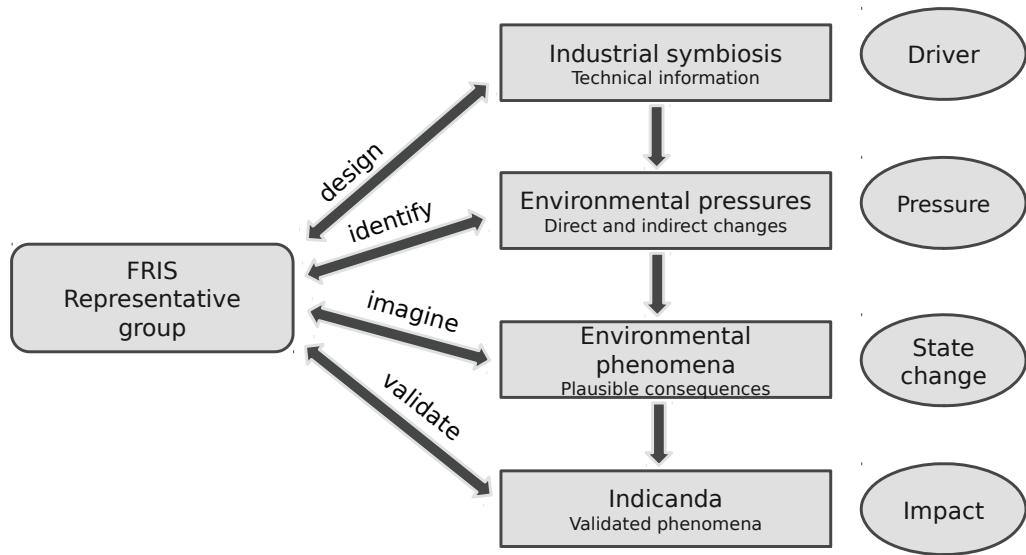 Industrial symbiosis
Technical information
Driver
design
Environmental pressures
Direct and indirect changes
Pressure
identify
FRIS
Representative
group
imagine
Environmental
phenomena
Plausible consequences
State
change
validate
Indicanda
Validated phenomena
Impact